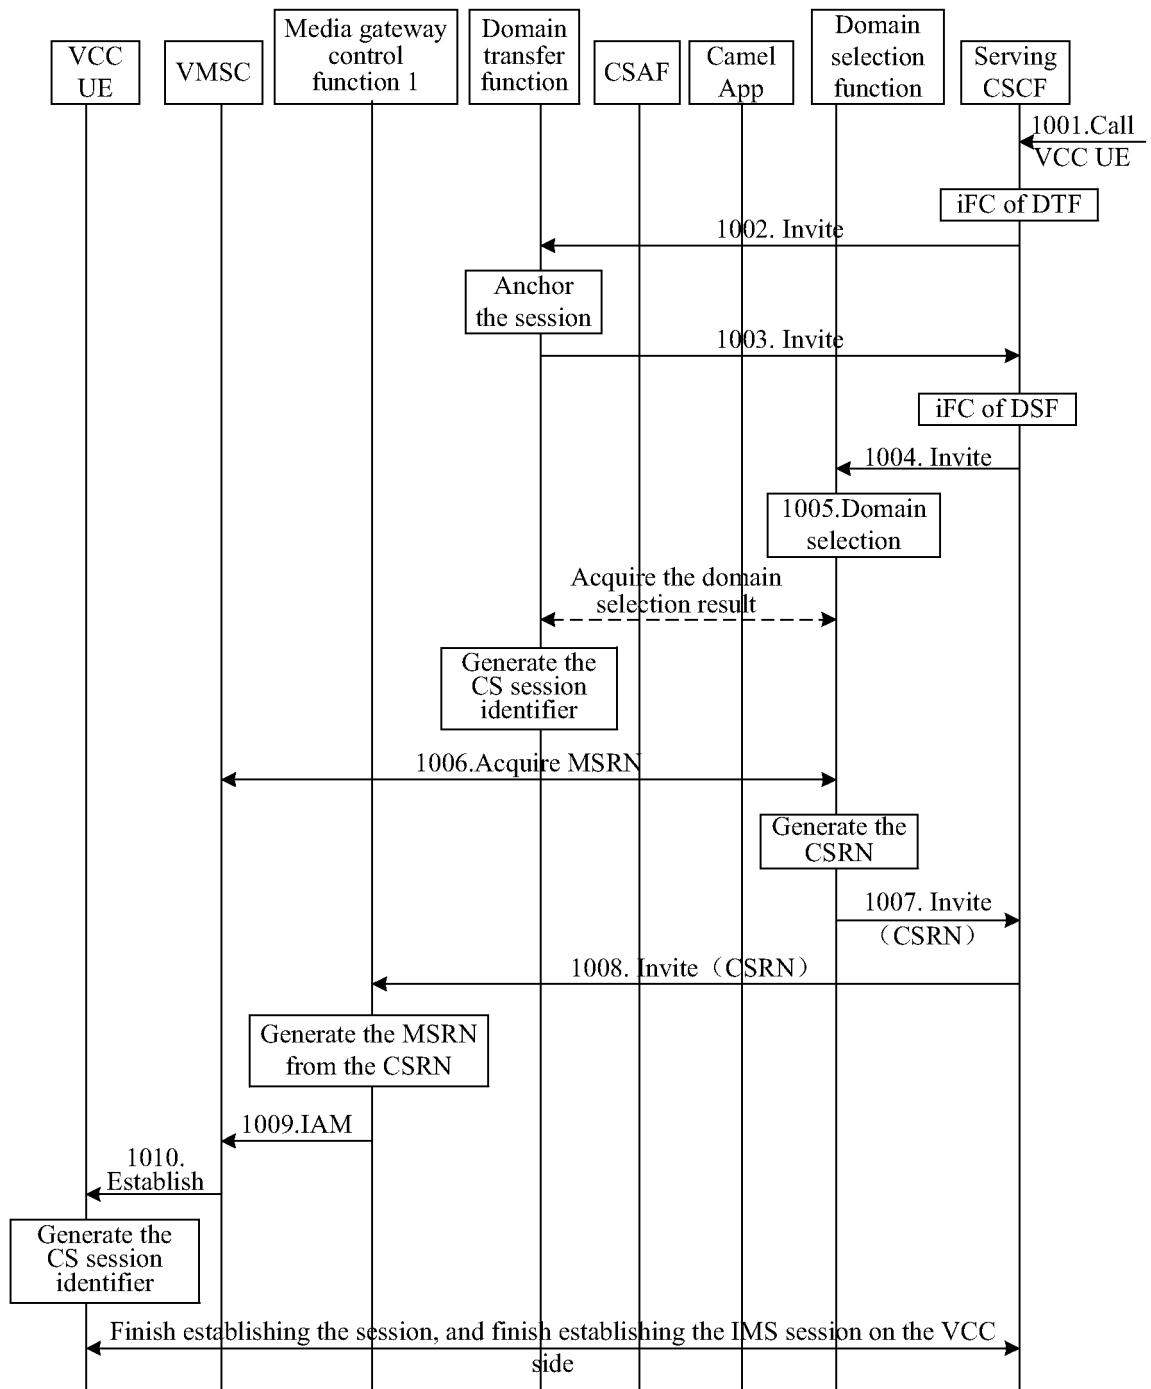 VCC
UE
VMSC
Media gateway
control
function 1
Domain
transfer
function
CSAF
Camel
App
Domain
selection
function
Serving
CSCF
1001.Call
VCC UE
iFC of DTF
1002. Invite
Anchor
the session
1003. Invite
iFC of DSF
1004. Invite
1005.Domain
selection
Acquire the domain
selection result
Generate the
CS session
identifier
1006.Acquire MSRN
Generate the
CSRN
1007. Invite
（CSRN）
1008. Invite（CSRN）
Generate the MSRN
from the CSRN
1009.IAM
1010.
Establish
Generate the
CS session
identifier
Finish establishing the session, and finish establishing the IMS session on the VCC
side